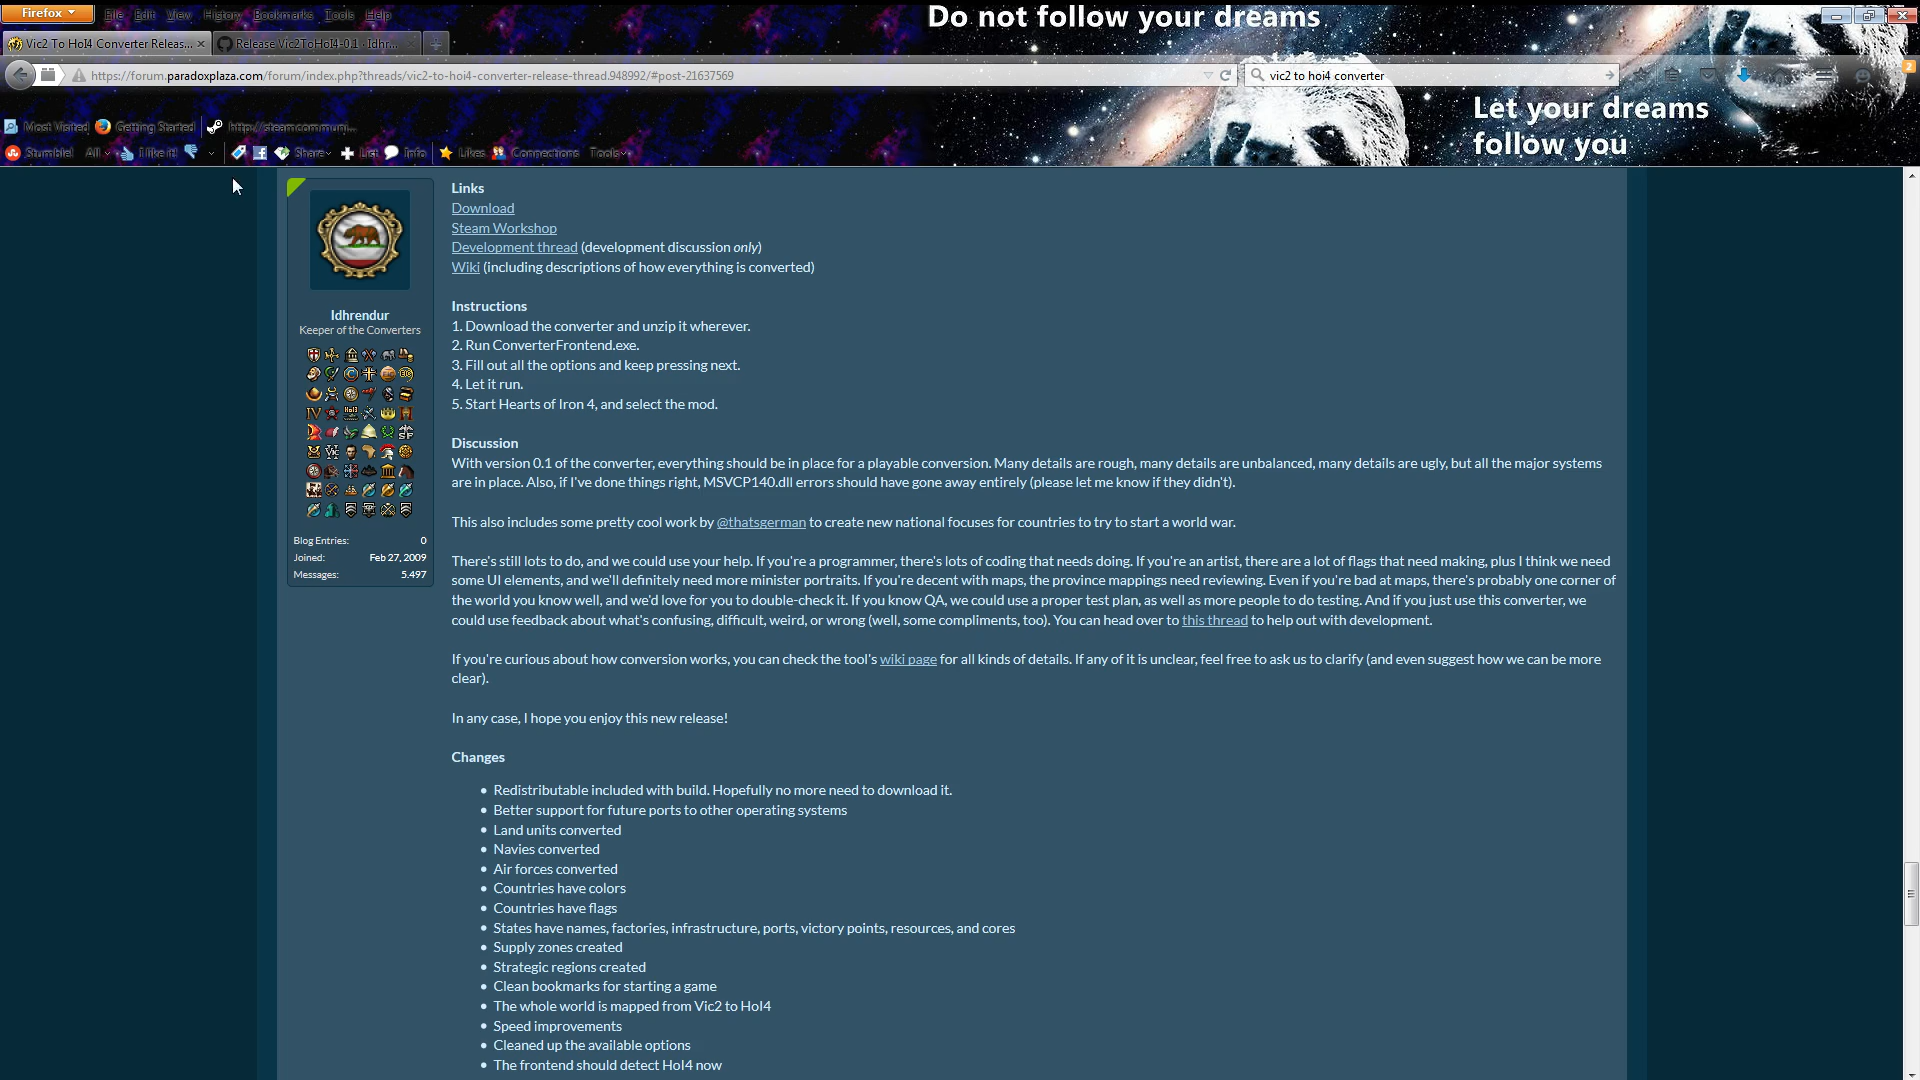 Firefox
File Edit View History Bookmarks Tools Help
Do not follow your dreams
Vic2 To HoI4 Converter Releas... Release Vic2ToHoI4-0.1 · Idhr...
https://forum.paradoxplaza.com/forum/index.php?threads/vic2-to-hoi4-converter-release-thread.948992/#post-21637569
vic2 to hoi4 converter
2
Let your dreams
follow you
Most Visited Getting Started http://steamcommuni...
Stumble! All I like it! Share List Info Likes Connections Tools
Idhrendur
Keeper of the Converters
Blog Entries: 0
Joined: Feb 27, 2009
Messages: 5.497
Links
Download
Steam Workshop
Development thread (development discussion only)
Wiki (including descriptions of how everything is converted)
Instructions
1. Download the converter and unzip it wherever.
2. Run ConverterFrontend.exe.
3. Fill out all the options and keep pressing next.
4. Let it run.
5. Start Hearts of Iron 4, and select the mod.
Discussion
With version 0.1 of the converter, everything should be in place for a playable conversion. Many details are rough, many details are unbalanced, many details are ugly, but all the major systems
are in place. Also, if I've done things right, MSVCP140.dll errors should have gone away entirely (please let me know if they didn't).
This also includes some pretty cool work by @thatsgerman to create new national focuses for countries to try to start a world war.
There's still lots to do, and we could use your help. If you're a programmer, there's lots of coding that needs doing. If you're an artist, there are a lot of flags that need making, plus I think we need
some UI elements, and we'll definitely need more minister portraits. If you're decent with maps, the province mappings need reviewing. Even if you're bad at maps, there's probably one corner of
the world you know well, and we'd love for you to double-check it. If you know QA, we could use a proper test plan, as well as more people to do testing. And if you just use this converter, we
could use feedback about what's confusing, difficult, weird, or wrong (well, some compliments, too). You can head over to this thread to help out with development.
If you're curious about how conversion works, you can check the tool's wiki page for all kinds of details. If any of it is unclear, feel free to ask us to clarify (and even suggest how we can be more
clear).
In any case, I hope you enjoy this new release!
Changes
• Redistributable included with build. Hopefully no more need to download it.
• Better support for future ports to other operating systems
• Land units converted
• Navies converted
• Air forces converted
• Countries have colors
• Countries have flags
• States have names, factories, infrastructure, ports, victory points, resources, and cores
• Supply zones created
• Strategic regions created
• Clean bookmarks for starting a game
• The whole world is mapped from Vic2 to HoI4
• Speed improvements
• Cleaned up the available options
• The frontend should detect HoI4 now